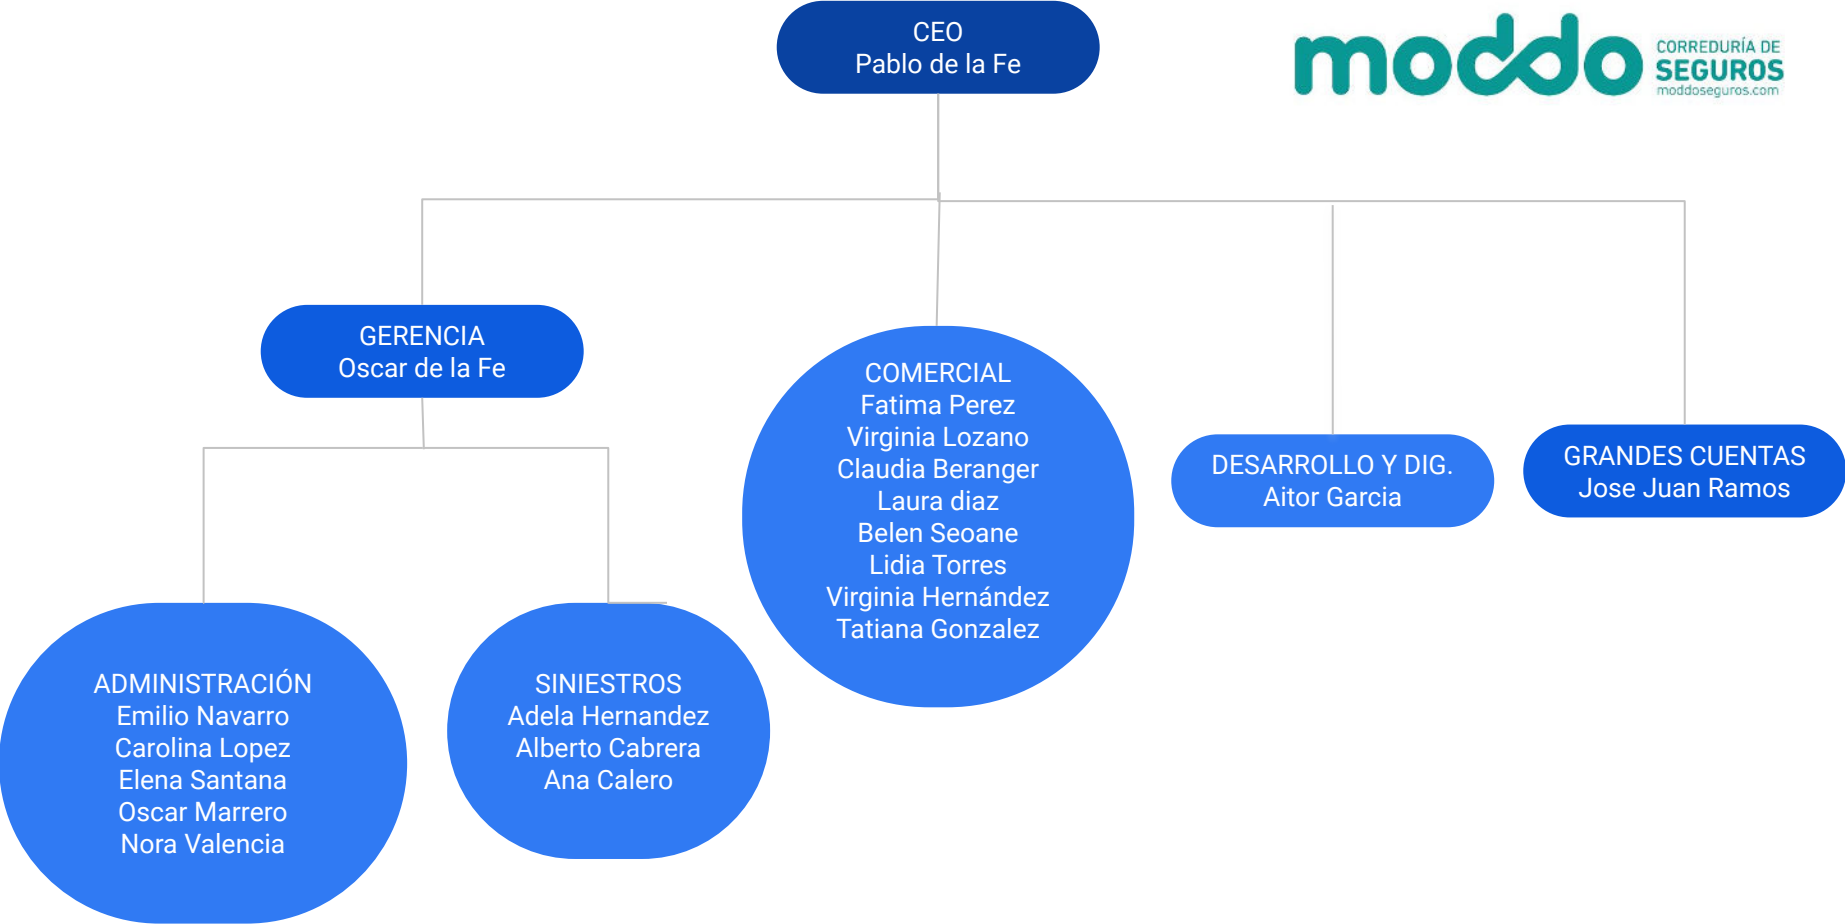 CEO
Pablo de la Fe
moddo
CORREDURÍA DE
SEGUROS
moddoseguros.com
GERENCIA
Oscar de la Fe
COMERCIAL
Fatima Perez
Virginia Lozano
Claudia Beranger
Laura diaz
Belen Seoane
Lidia Torres
Virginia Hernández
Tatiana Gonzalez
DESARROLLO Y DIG.
Aitor Garcia
GRANDES CUENTAS
Jose Juan Ramos
ADMINISTRACIÓN
Emilio Navarro
Carolina Lopez
Elena Santana
Oscar Marrero
Nora Valencia
SINIESTROS
Adela Hernandez
Alberto Cabrera
Ana Calero